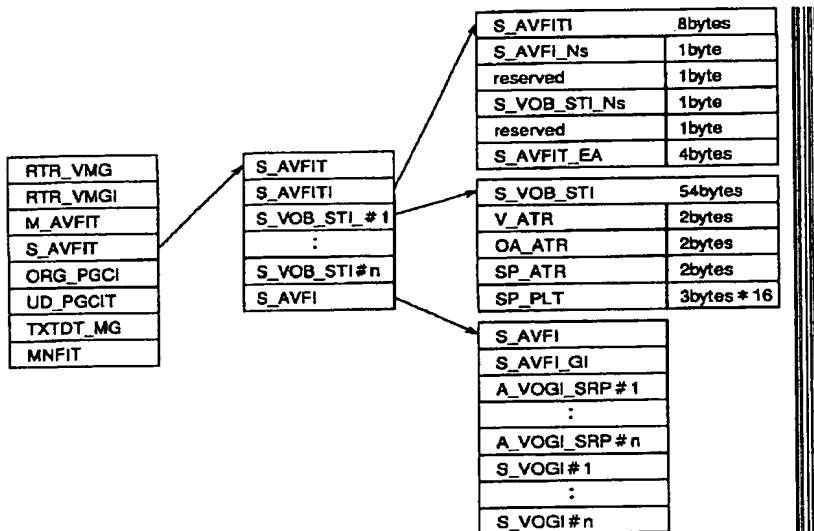 RTR_VMG
RTR_VMGI
M_AVFIT
S_AVFIT
ORG_PGCI
UD_PGCIT
TXTDT_MG
MNFIT
S_AVFIT
S_AVFITI
S_VOB_STI_#1
:
S_VOB_STI#n
S_AVFI
S_AVFITI 8bytes
S_AVFI_Ns 1byte
reserved 1byte
S_VOB_STI_Ns 1byte
reserved 1byte
S_AVFIT_EA 4bytes
S_VOB_STI 54bytes
V_ATR 2bytes
OA_ATR 2bytes
SP_ATR 2bytes
SP_PLT 3bytes*16
S_AVFI
S_AVFI_GI
A_VOGI_SRP#1
:
A_VOGI_SRP#n
S_VOGI#1
:
S_VOGI#n